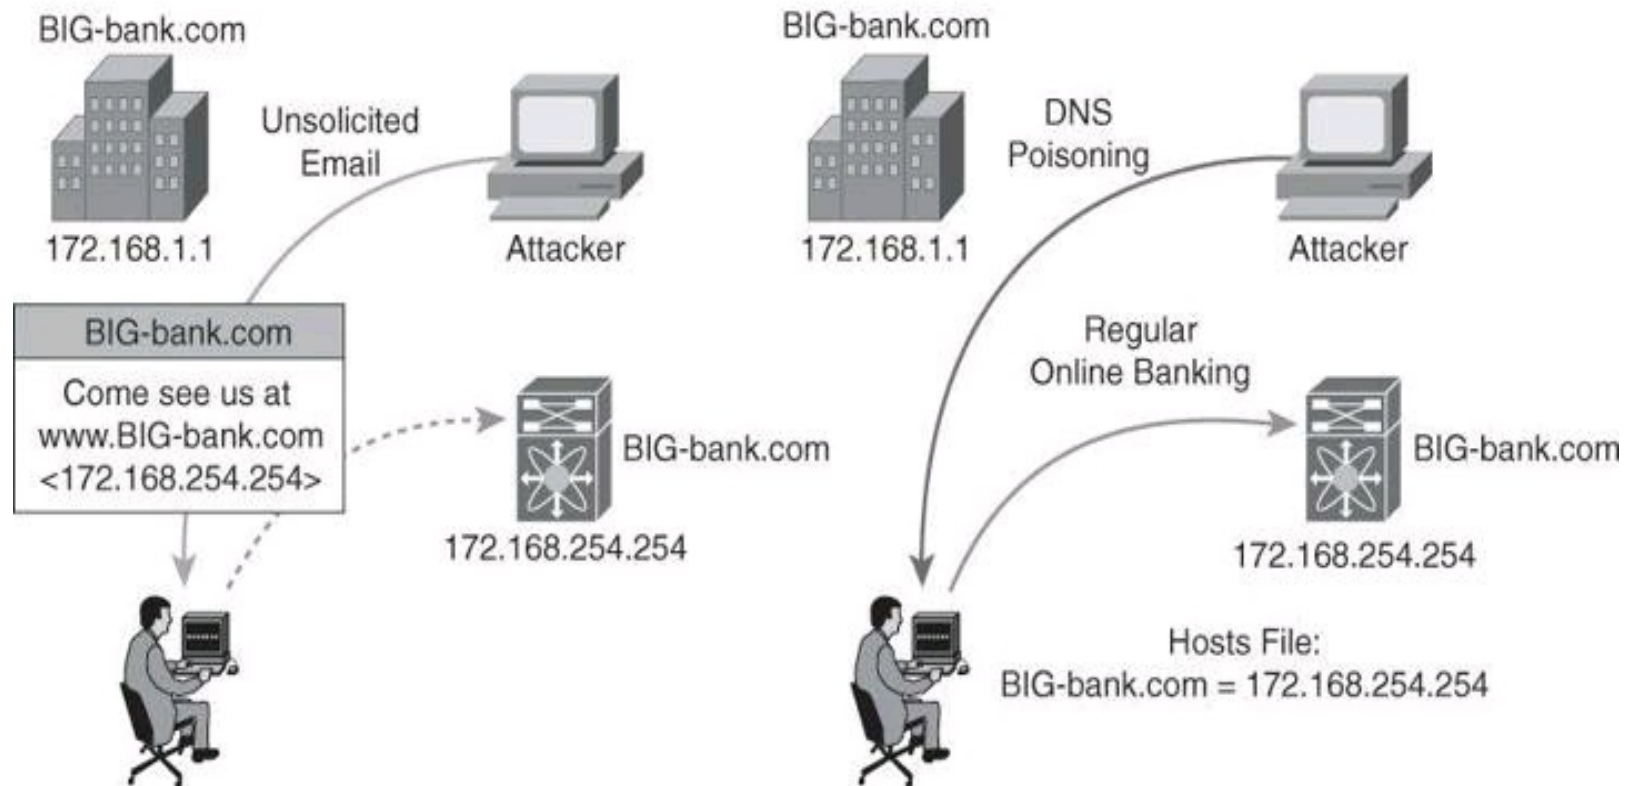 BIG-bank.com
Unsolicited
Email
172.168.1.1
Attacker
BIG-bank.com
Come see us at
www.BIG-bank.com
<172.168.254.254>
BIG-bank.com
172.168.254.254
BIG-bank.com
DNS
Poisoning
172.168.1.1
Attacker
Regular
Online Banking
BIG-bank.com
172.168.254.254
Hosts File:
BIG-bank.com = 172.168.254.254